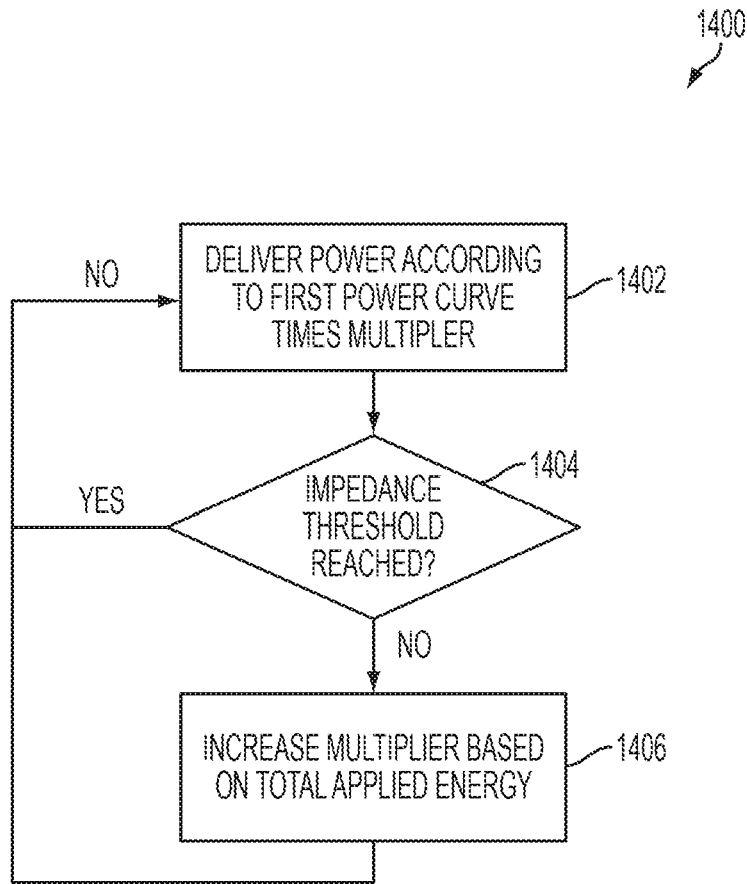 1400
DELIVER POWER ACCORDING
TO FIRST POWER CURVE
TIMES MULTIPLER
1402
NO
1404
IMPEDANCE
THRESHOLD
REACHED?
YES
NO
INCREASE MULTIPLIER BASED
ON TOTAL APPLIED ENERGY
1406